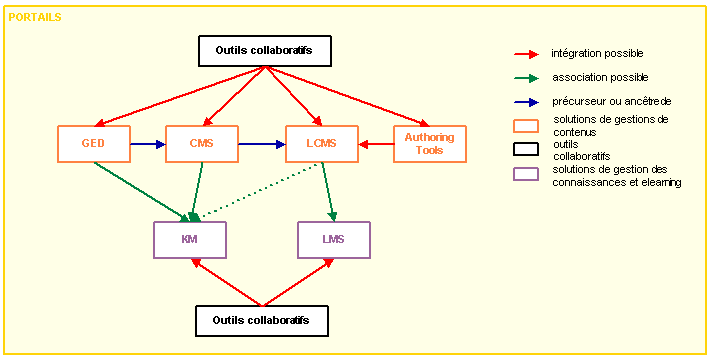 PORTAILS
Outils collaboratifs
intégration possible
association possible
précurseur ou ancêtrede
solutions de gestions de
contenus
outils
collaboratifs
solutions de gestion des
connaissances et elearning
GED
CMS
LCMS
Authoring
Tools
KM
LMS
Outils collaboratifs